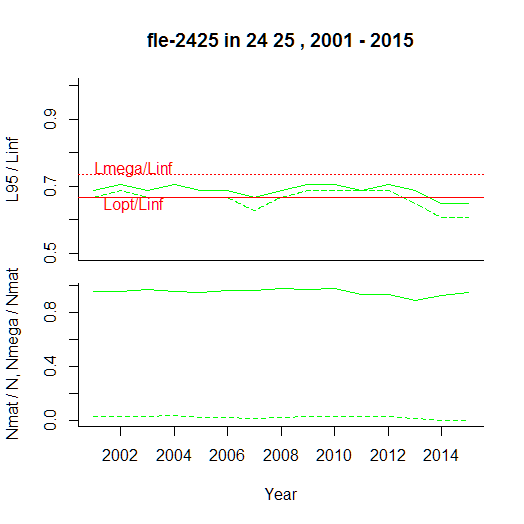 fle-2425 in 24 25 , 2001 - 2015
L95 / Linf
0.9
0.7
0.5
Lmega/Linf
Lopt/Linf
Nmat / N, Nmega / Nmat
0.8
0.4
0.0
2002 2004 2006 2008 2010 2012 2014
Year